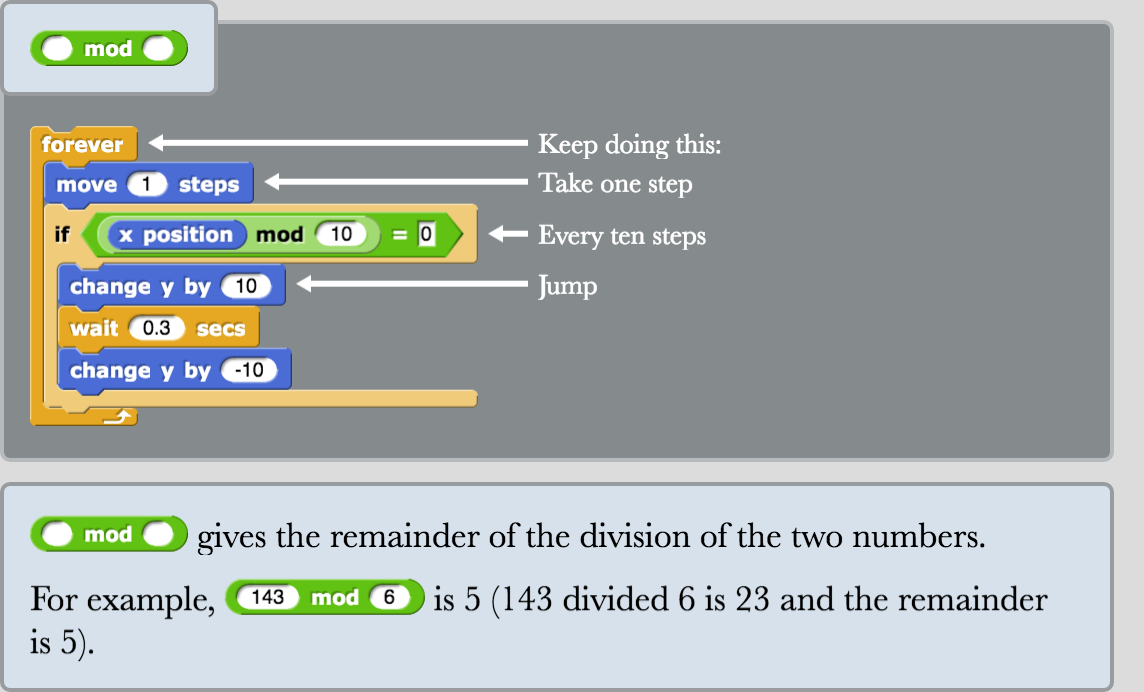 mod
forever
Keep doing this:
move 1 steps
Take one step
if x position mod 10 = 0
Every ten steps
change y by 10
Jump
wait 0.3 secs
change y by -10
mod gives the remainder of the division of the two numbers.
For example, 143 mod 6 is 5 (143 divided 6 is 23 and the remainder
is 5).